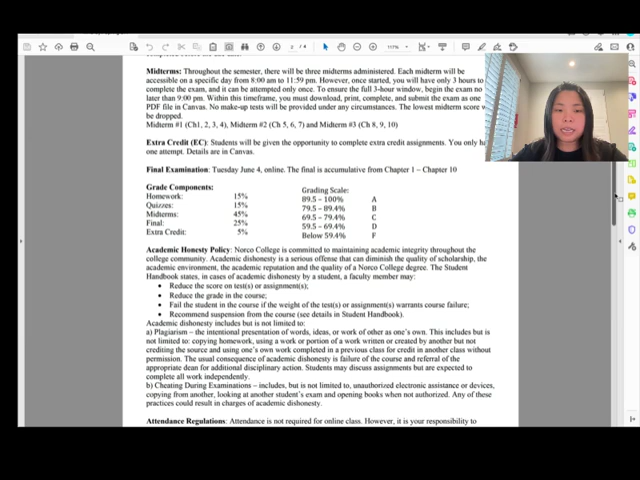 117%
Midterms: Throughout the semester, there will be three midterms administered. Each midterm will be
accessible on a specific day from 8:00 am to 11:59 pm. However, once started, you will have only 3 hours to
complete the exam, and it can be attempted only once. To ensure the full 3-hour window, begin the exam no
later than 9:00 pm. Within this timeframe, you must download, print, complete, and submit the exam as one
PDF file in Canvas. No make-up tests will be provided under any circumstances. The lowest midterm score
be dropped.
Midterm #1 (Ch1, 2, 3, 4), Midterm #2 (Ch 5, 6, 7) and Midterm #3 (Ch 8, 9, 10)
Extra Credit (EC): Students will be given the opportunity to complete extra credit assignments. You only
one attempt. Details are in Canvas.
Final Examination: Tuesday June 4, online. The final is accumulative from Chapter 1 – Chapter 10
Grade Components:
Homework: 15%
Quizzes: 15%
Midterms: 45%
Final: 25%
Extra Credit: 5%
Grading Scale:
89.5 – 100% A
79.5 – 89.4% B
69.5 – 79.4% C
59.5 – 69.4% D
Below 59.4% F
Academic Honesty Policy: Norco College is committed to maintaining academic integrity throughout the
college community. Academic dishonesty is a serious offense that can diminish the quality of scholarship, the
academic environment, the academic reputation and the quality of a Norco College degree. The Student
Handbook states, in cases of academic dishonesty by a student, a faculty member may:
• Reduce the score on test(s) or assignment(s);
• Reduce the grade in the course;
• Fail the student in the course if the weight of the test(s) or assignment(s) warrants course failure;
• Recommend suspension from the course (see details in Student Handbook).
Academic dishonesty includes but is not limited to:
a) Plagiarism – the intentional presentation of words, ideas, or work of other as one's own. This includes but is
not limited to: copying homework, using a work or portion of a work written or created by another but not
crediting the source and using one's own work completed in a previous class for credit in another class without
permission. The usual consequence of academic dishonesty is failure of the course and referral of the
appropriate dean for additional disciplinary action. Students may discuss assignments but are expected to
complete all work independently.
b) Cheating During Examinations – includes, but is not limited to, unauthorized electronic assistance or devices,
copying from another, looking at another student's exam and opening books when not authorized. Any of these
practices could result in charges of academic dishonesty.
Attendance Regulations: Attendance is not required for online class. However, it is your responsibility to